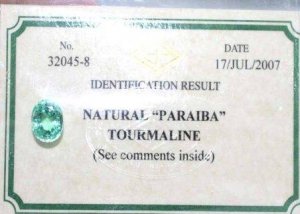 No.
DATE
32045-8
17/JUL/2007
IDENTIFICATION RESULT
NATURAL "PARAIBA"
TOURMALINE
(See comments inside)